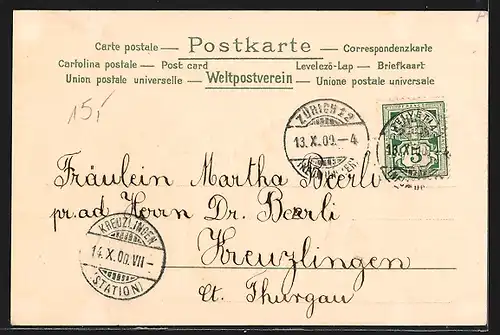 Carte postale — Postkarte — Correspondenzkarte
Cartolina postale — Post card Levelező-Lap — Briefkaart
Union postale universelle — Weltpostverein — Unione postale universale
15,-
ZÜRICH 12
13.X.00.-4
5
Fräulein Martha Beerli
pr. ad. Herrn Dr. Beerli
Kreuzlingen
Ct. Thurgau
KREUZLINGEN
14.X.00.VII-
(STATION)